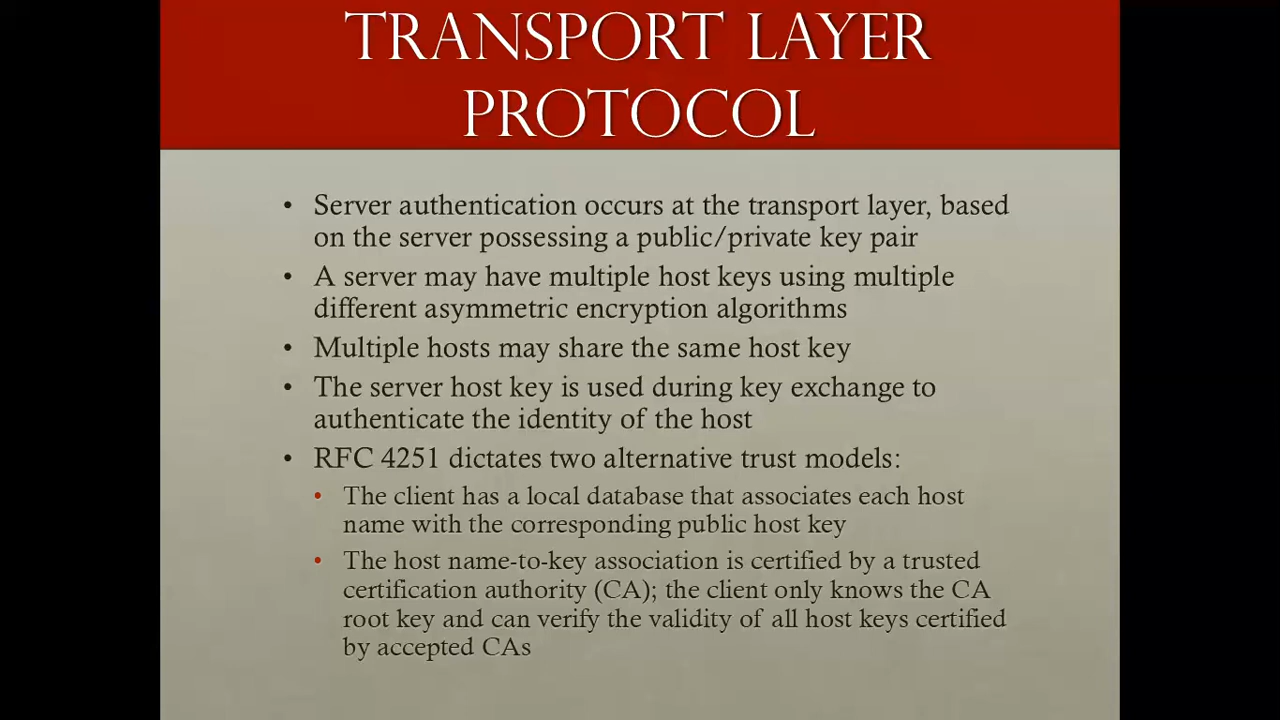 TRANSPORT LAYER
PROTOCOL
• Server authentication occurs at the transport layer, based
on the server possessing a public/private key pair
• A server may have multiple host keys using multiple
different asymmetric encryption algorithms
• Multiple hosts may share the same host key
• The server host key is used during key exchange to
authenticate the identity of the host
• RFC 4251 dictates two alternative trust models:
• The client has a local database that associates each host
name with the corresponding public host key
• The host name-to-key association is certified by a trusted
certification authority (CA); the client only knows the CA
root key and can verify the validity of all host keys certified
by accepted CAs